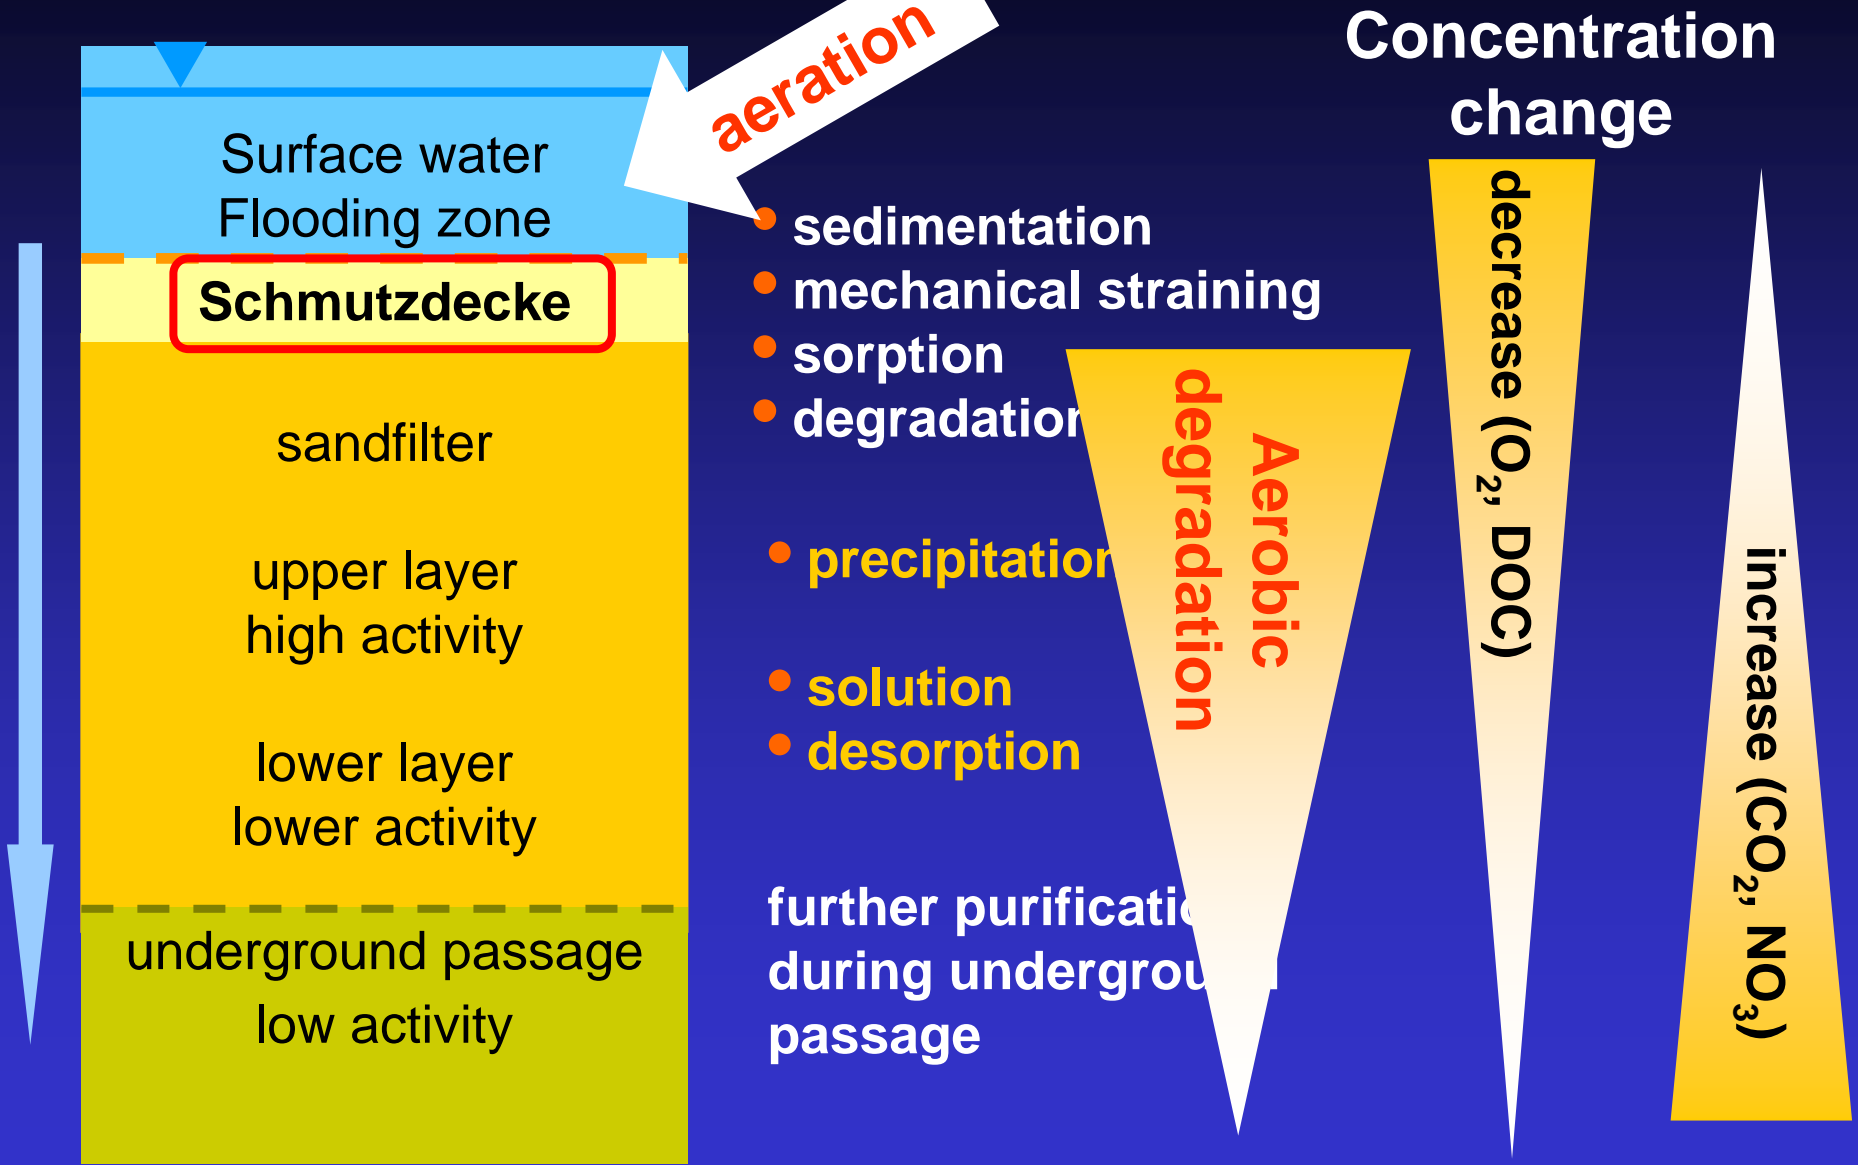 aeration
Concentration
change
Surface water
Flooding zone
Schmutzdecke
sandfilter
upper layer
high activity
lower layer
lower activity
underground passage
low activity
• sedimentation
• mechanical straining
• sorption
• degradation
• precipitation
• solution
• desorption
further purification
during underground
passage
Aerobic
degradation
decrease (O₂, DOC)
increase (CO₂, NO₃)